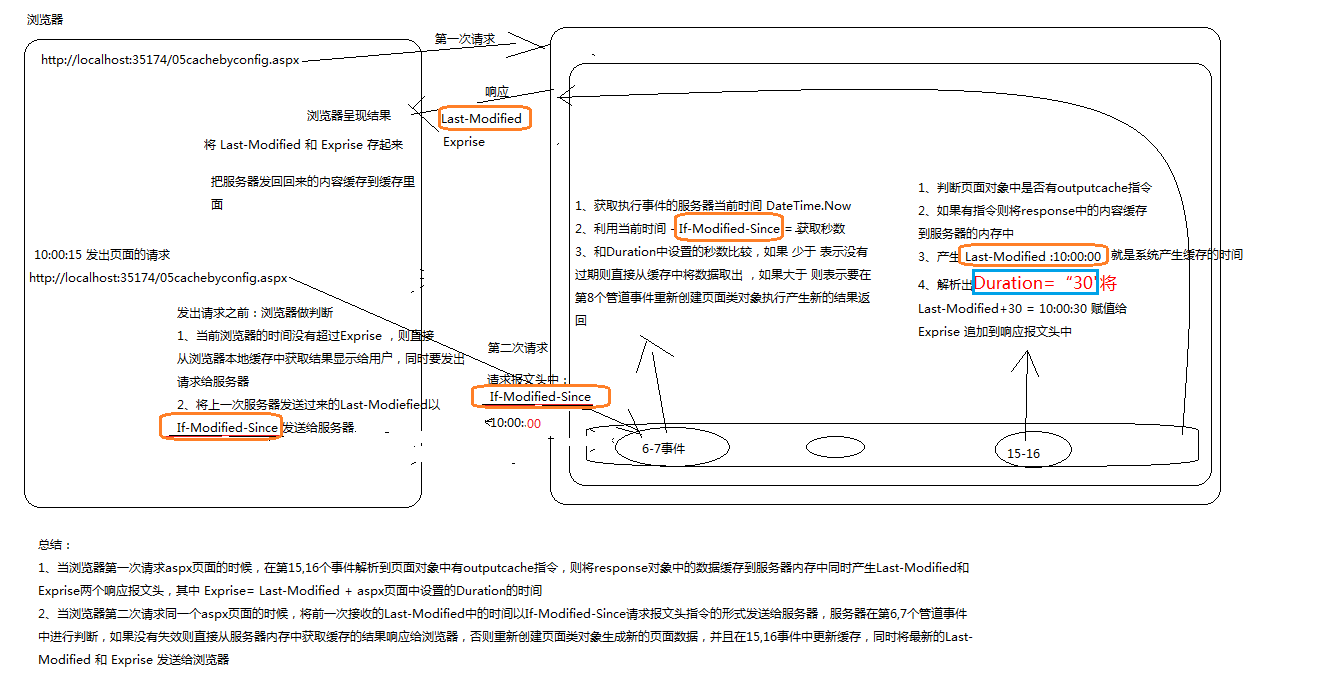 浏览器
http://localhost:35174/05cachebyconfig.aspx
第一次请求
响应
Last-Modified
Exprise
浏览器呈现结果
将 Last-Modified 和 Exprise 存起来
把服务器发回回来的内容缓存到缓存里
面
10:00:15 发出页面的请求
http://localhost:35174/05cachebyconfig.aspx
发出请求之前：浏览器做判断
1、当前浏览器的时间没有超过Exprise ，则直接
从浏览器本地缓存中获取结果显示给用户，同时要发出
请求给服务器
2、将上一次服务器发送过来的Last-Modiefied以
If-Modified-Since 发送给服务器.
第二次请求
请求报文头中：
If-Modified-Since
10:00:.00
1、获取执行事件的服务器当前时间 DateTime.Now
2、利用当前时间 - If-Modified-Since = 获取秒数
3、和Duration中设置的秒数比较，如果 少于 表示没有
过期则直接从缓存中将数据取出 ，如果大于 则表示要在
第8个管道事件重新创建页面类对象执行产生新的结果返
回
6-7事件
1、判断页面对象中是否有outputcache指令
2、如果有指令则将response中的内容缓存
到服务器的内存中
3、产生 Last-Modified :10:00:00 就是系统产生缓存的时间
4、解析出Duration=“30”将
Last-Modified+30 = 10:00:30 赋值给
Exprise 追加到响应报文头中
15-16
总结：
1、当浏览器第一次请求aspx页面的时候，在第15,16个事件解析到页面对象中有outputcache指令，则将response对象中的数据缓存到服务器内存中同时产生Last-Modified和
Exprise两个响应报文头，其中 Exprise= Last-Modified + aspx页面中设置的Duration的时间
2、当浏览器第二次请求同一个aspx页面的时候，将前一次接收的Last-Modified中的时间以If-Modified-Since请求报文头指令的形式发送给服务器，服务器在第6,7个管道事件
中进行判断，如果没有失效则直接从服务器内存中获取缓存的结果响应给浏览器，否则重新创建页面类对象生成新的页面数据，并且在15,16事件中更新缓存，同时将最新的Last-
Modified 和 Exprise 发送给浏览器